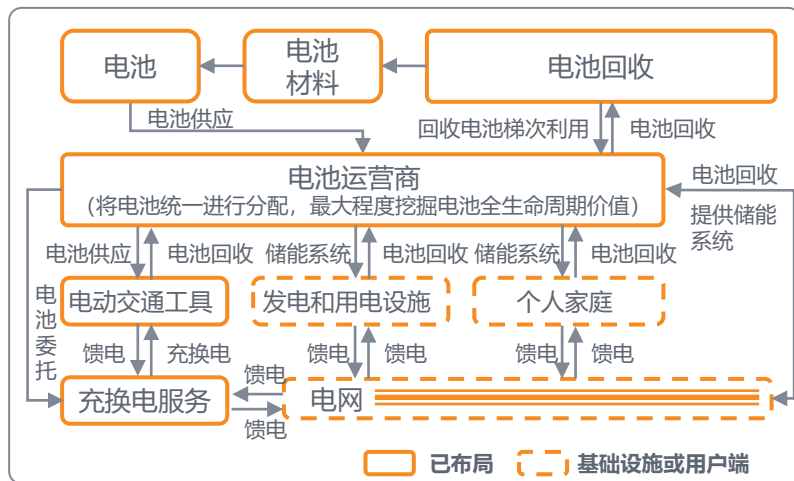 电池
电池
材料
电池回收
电池供应
回收电池梯次利用
电池回收
电池运营商
（将电池统一进行分配，最大程度挖掘电池全生命周期价值）
电池回收
提供储能
系统
电池供应
电池回收
储能系统
电池回收
储能系统
电池回收
电池委托
电动交通工具
发电和用电设施
个人家庭
馈电
充换电
馈电
馈电
馈电
馈电
充换电服务
馈电
馈电
电网
已布局
基础设施或用户端